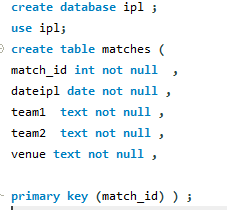 create database ipl ;
use ipl;
create table matches (
match_id int not null  ,
dateipl date not null ,
team1  text not null ,
team2  text not null ,
venue text not null ,
primary key (match_id) ) ;